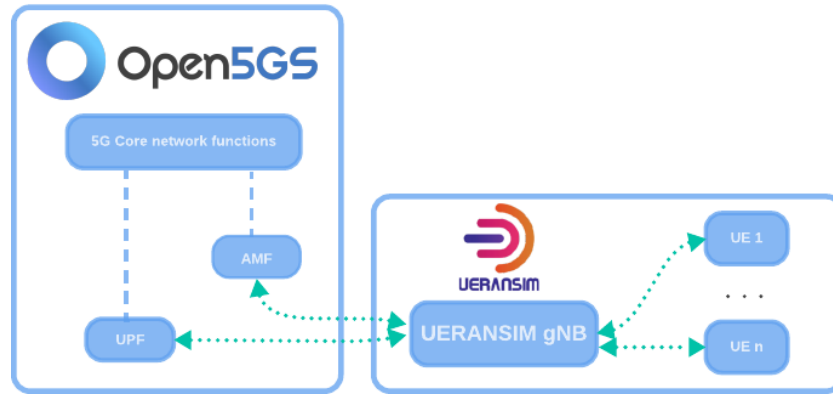 Open5GS
5G Core network functions
AMF
UPF
UERANSIM
UERANSIM gNB
UE 1
. . .
UE n